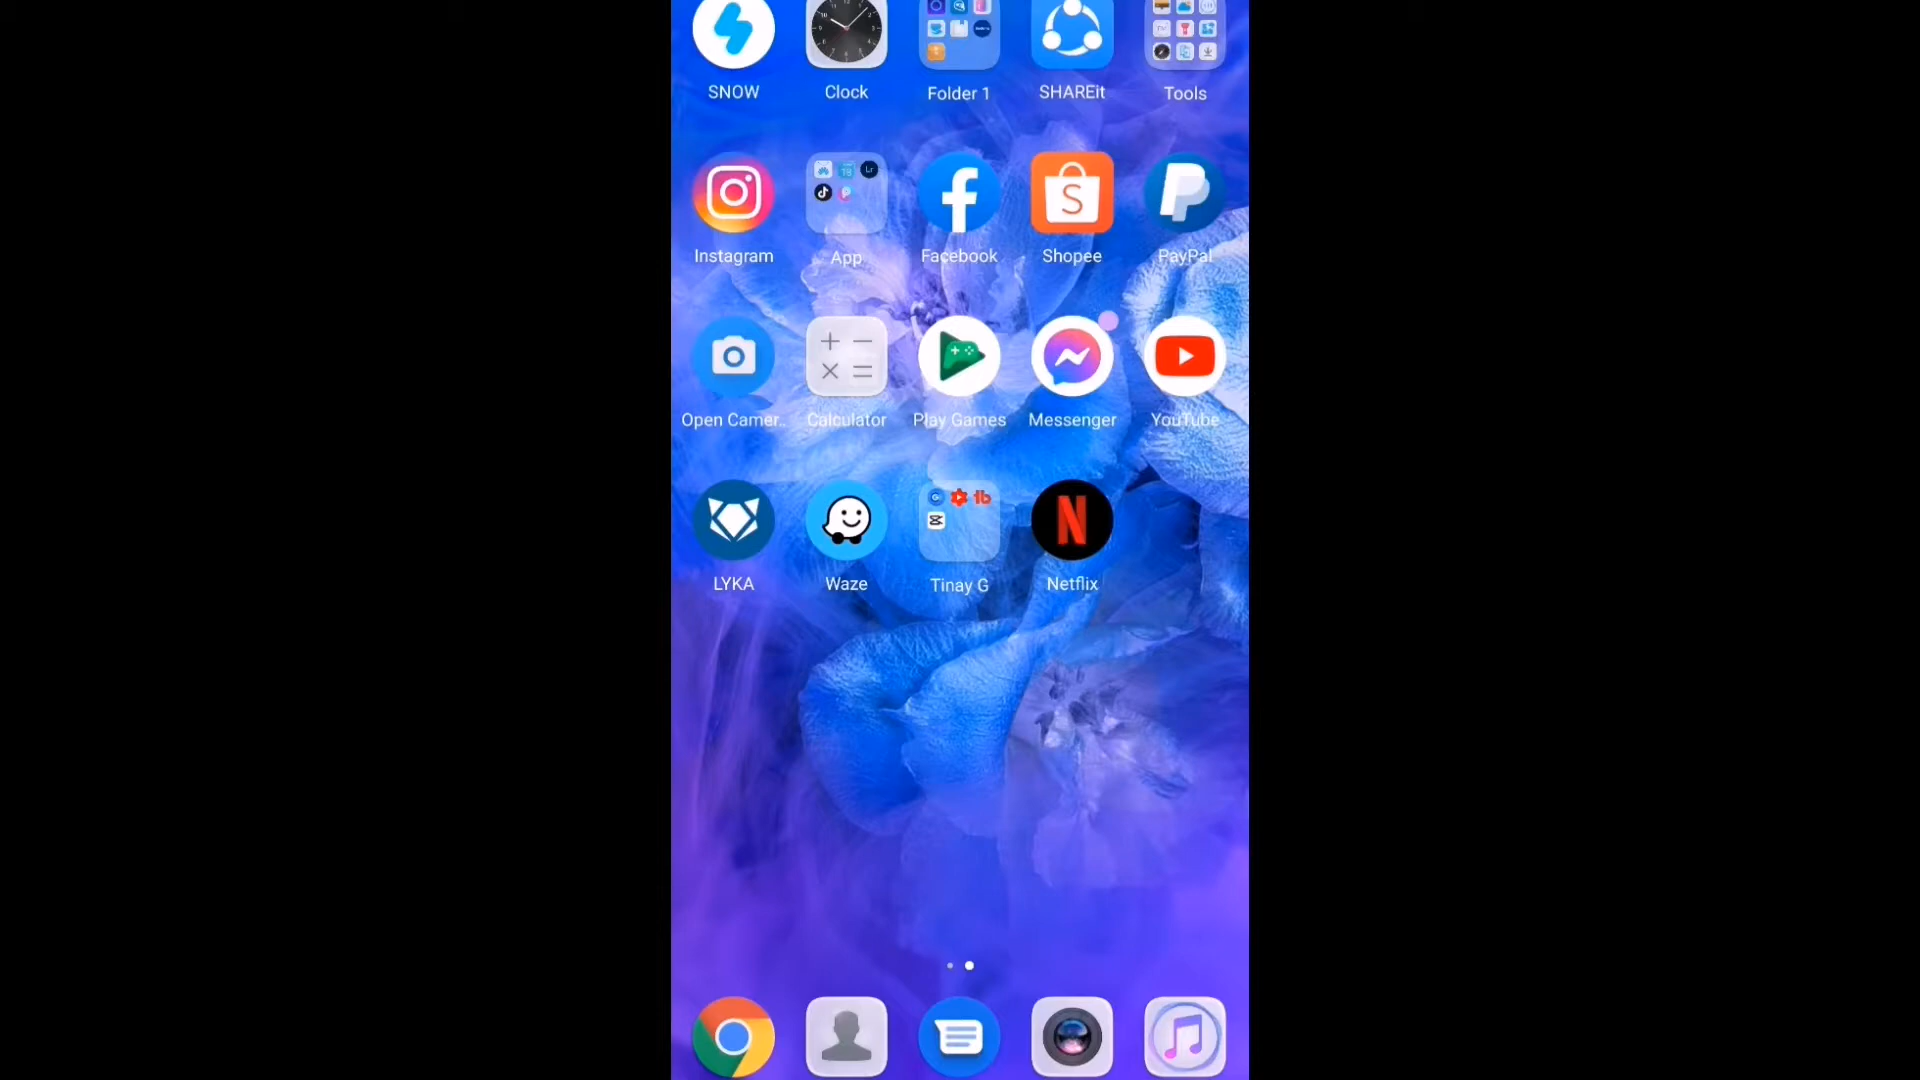 SNOW
Clock
Folder 1
SHAREit
Tools
Instagram
App
Facebook
Shopee
PayPal
Open Camer..
Calculator
Play Games
Messenger
YouTube
LYKA
Waze
Tinay G
Netflix